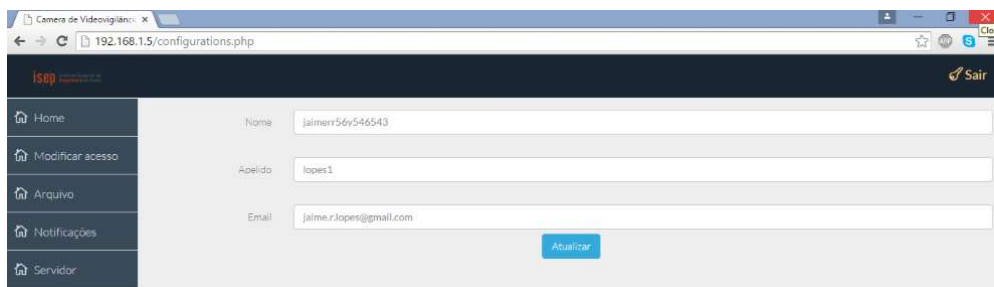 Camera de Videovigilânci
192.168.1.5/configurations.php
Clo
isep
Sair
Home
Modificar acesso
Arquivo
Notificações
Servidor
Nome
jaimerr56y546543
Apelido
lopes1
Email
jaime.r.lopes@gmail.com
Atualizar